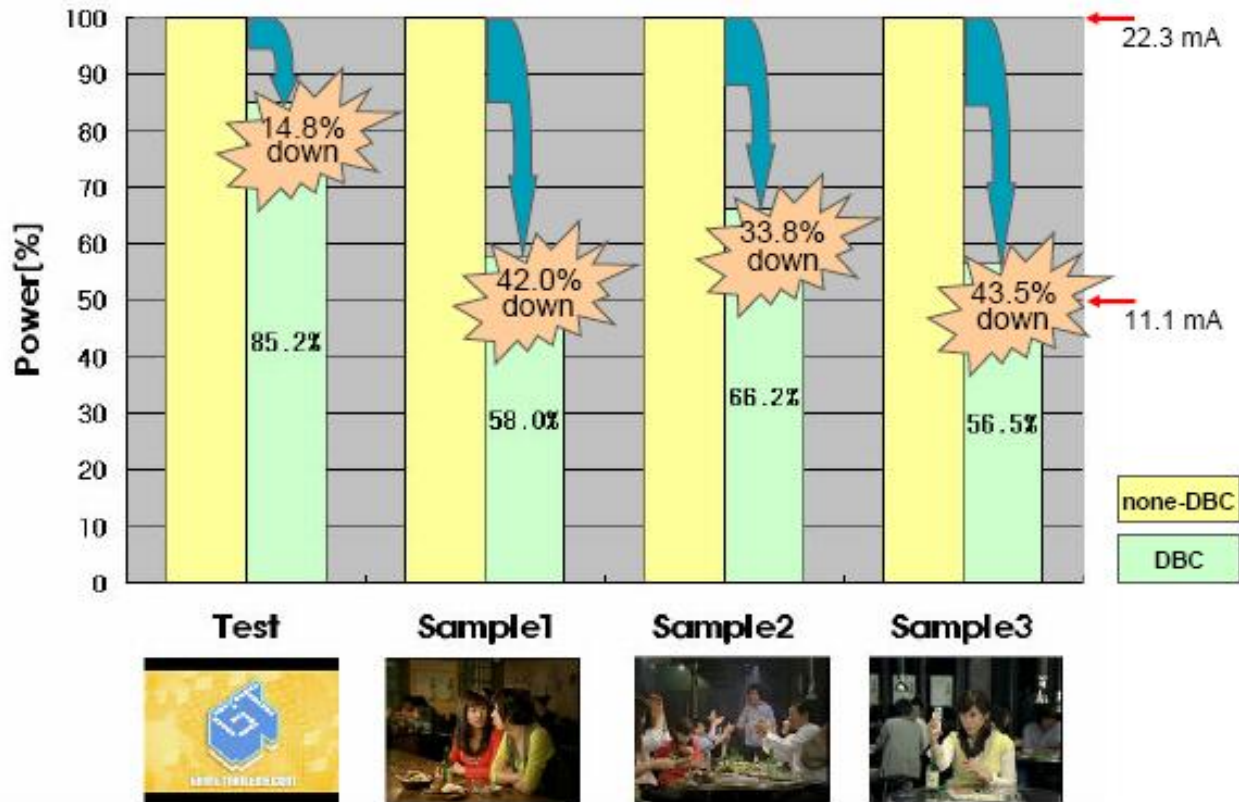 100
90
80
70
60
50
40
30
20
10
0
Power[%]
14.8%
down
85.2%
42.0%
down
58.0%
33.8%
down
66.2%
43.5%
down
56.5%
22.3 mA
11.1 mA
none-DBC
DBC
Test
Sample1
Sample2
Sample3